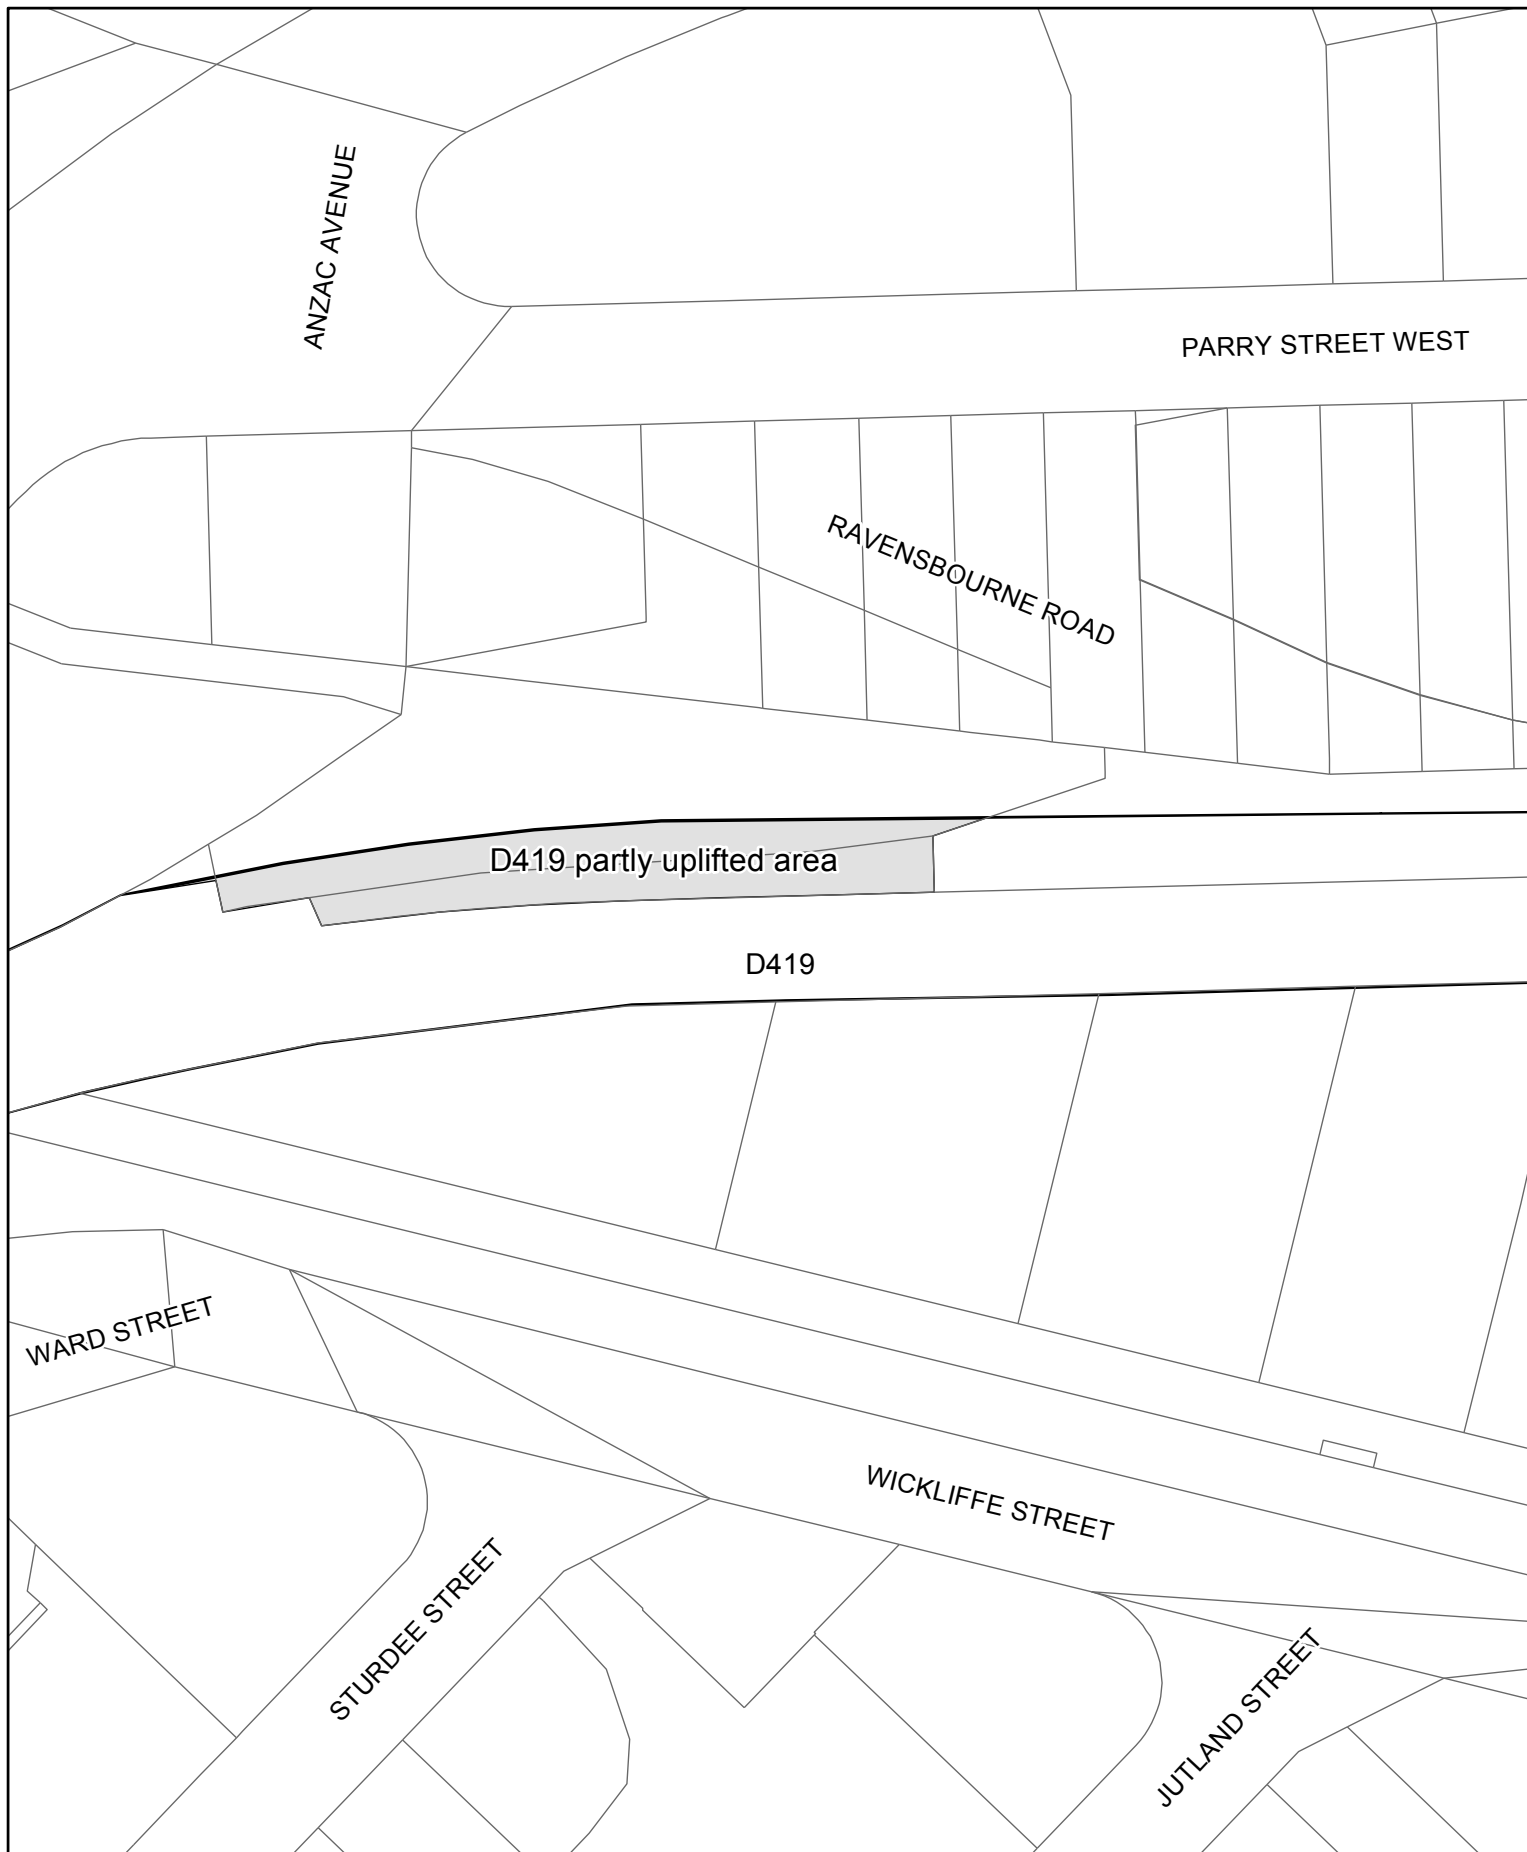 ANZAC AVENUE
PARRY STREET WEST
RAVENSBOURNE ROAD
D419 partly uplifted area
D419
WARD STREET
WICKLIFFE STREET
STURDEE STREET
JUTLAND STREET